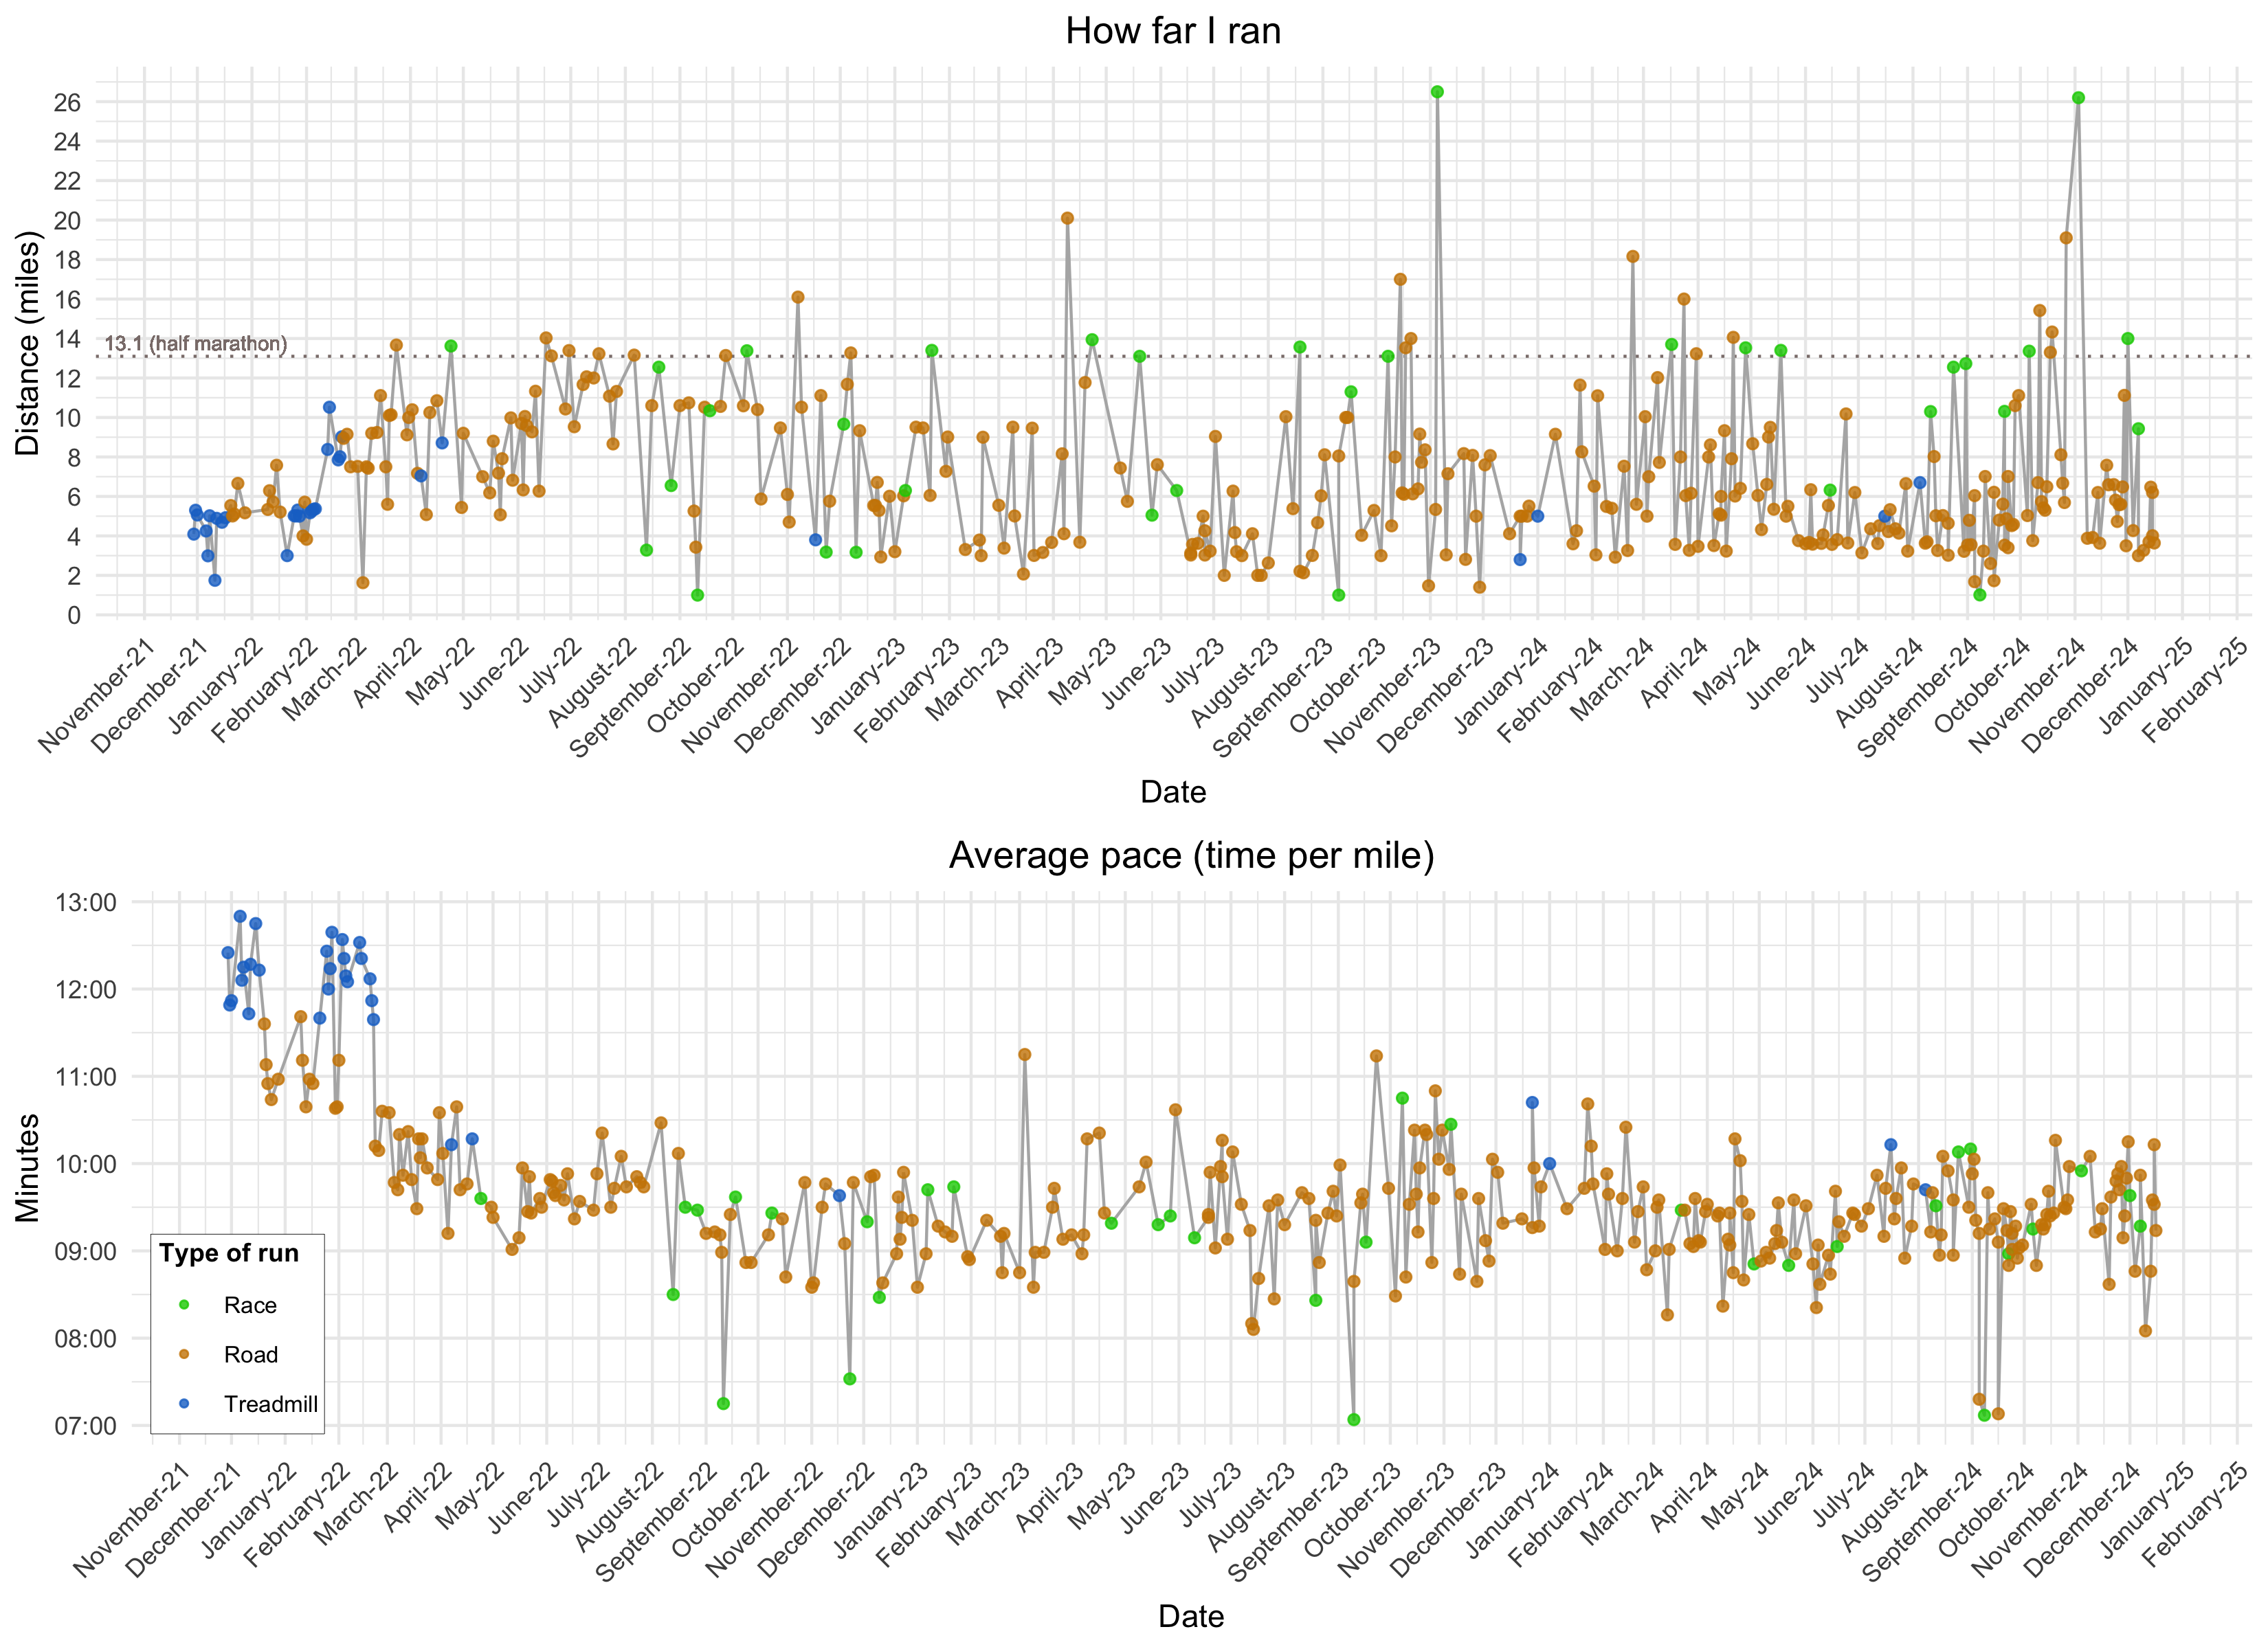 How far I ran
Distance (miles)
26
24
22
20
18
16
14
12
10
8
6
4
2
0
13.1 (half marathon)
November-21
December-21
January-22
February-22
March-22
April-22
May-22
June-22
July-22
August-22
September-22
October-22
November-22
December-22
January-23
February-23
March-23
April-23
May-23
June-23
July-23
August-23
September-23
October-23
November-23
December-23
January-24
February-24
March-24
April-24
May-24
June-24
July-24
August-24
September-24
October-24
November-24
December-24
January-25
February-25
Date
Average pace (time per mile)
Minutes
13:00
12:00
11:00
10:00
09:00
08:00
07:00
Type of run
Race
Road
Treadmill
November-21
December-21
January-22
February-22
March-22
April-22
May-22
June-22
July-22
August-22
September-22
October-22
November-22
December-22
January-23
February-23
March-23
April-23
May-23
June-23
July-23
August-23
September-23
October-23
November-23
December-23
January-24
February-24
March-24
April-24
May-24
June-24
July-24
August-24
September-24
October-24
November-24
December-24
January-25
February-25
Date